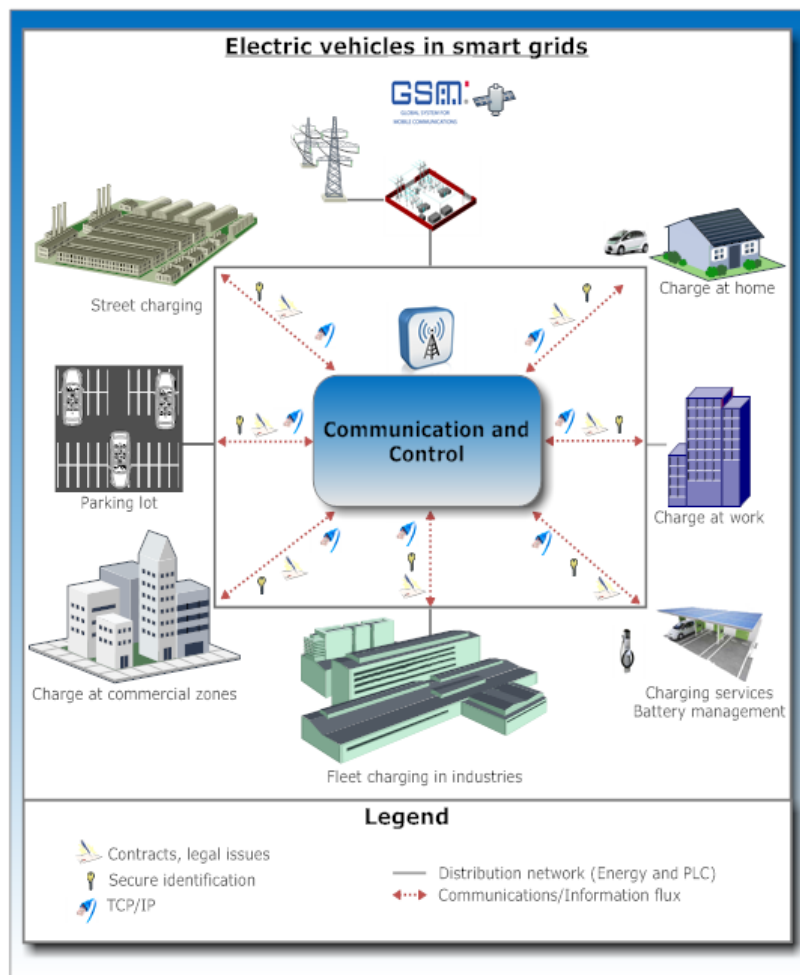 Electric vehicles in smart grids
GSM
GLOBAL SYSTEM FOR
MOBILE COMMUNICATIONS
Street charging
Charge at home
Communication and
Control
Parking lot
Charge at work
Charge at commercial zones
Charging services
Battery management
Fleet charging in industries
Legend
Contracts, legal issues
Secure identification
TCP/IP
Distribution network (Energy and PLC)
Communications/Information flux